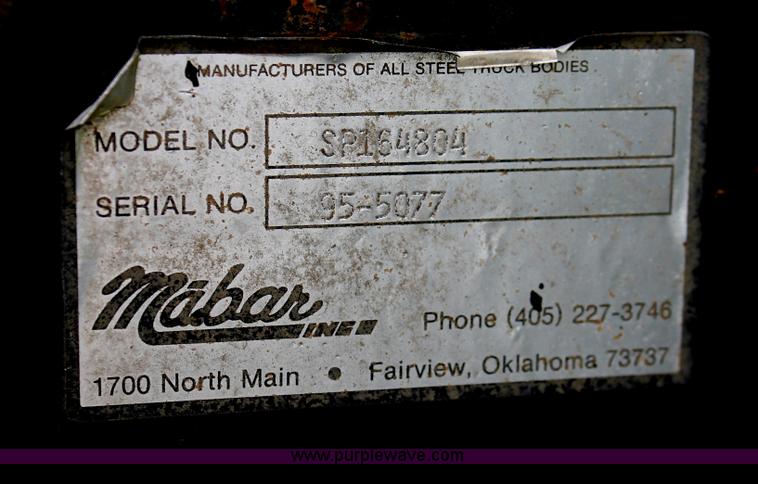 MANUFACTURERS OF ALL STEEL TRUCK BODIES
MODEL NO. SP164804
SERIAL NO. 95-5077
Mabar INC
Phone (405) 227-3746
1700 North Main • Fairview, Oklahoma 73737
www.purplewave.com